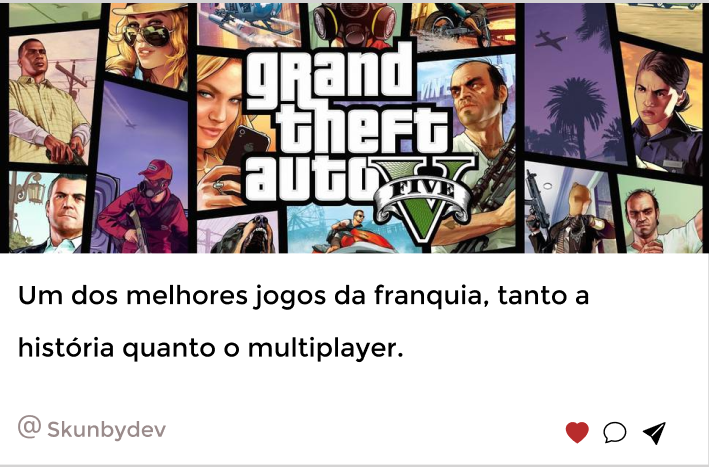 grand
theft
auto
FIVE
Um dos melhores jogos da franquia, tanto a
história quanto o multiplayer.
@ Skunbydev